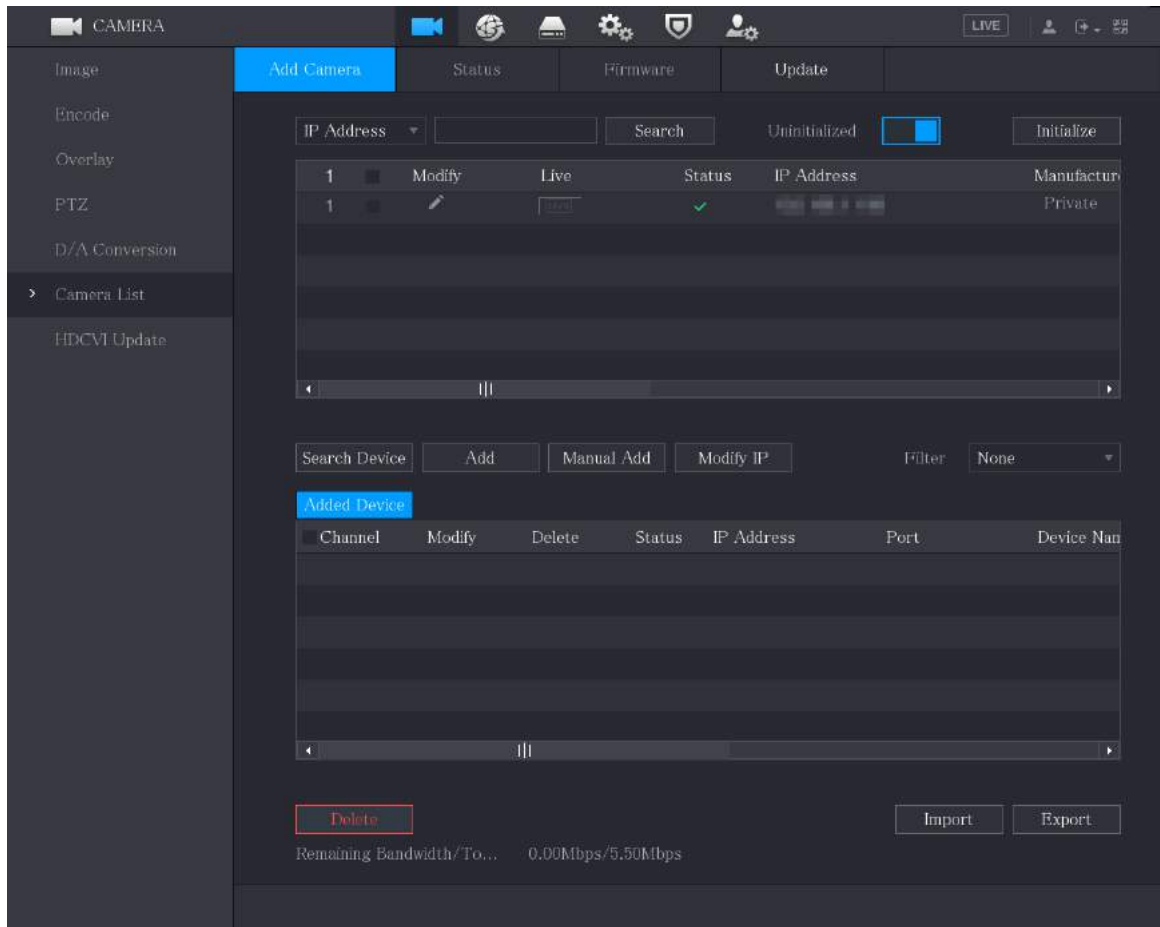 CAMERA LIVE
Image
Encode
Overlay
PTZ
D/A Conversion
Camera List
HDCVI Update
Add Camera Status Firmware Update
IP Address Search Uninitialized Initialize
1 Modify Live Status IP Address Manufactur
1 Private
Search Device Add Manual Add Modify IP Filter None
Added Device
Channel Modify Delete Status IP Address Port Device Nam
Delete Import Export
Remaining Bandwidth/To... 0.00Mbps/5.50Mbps